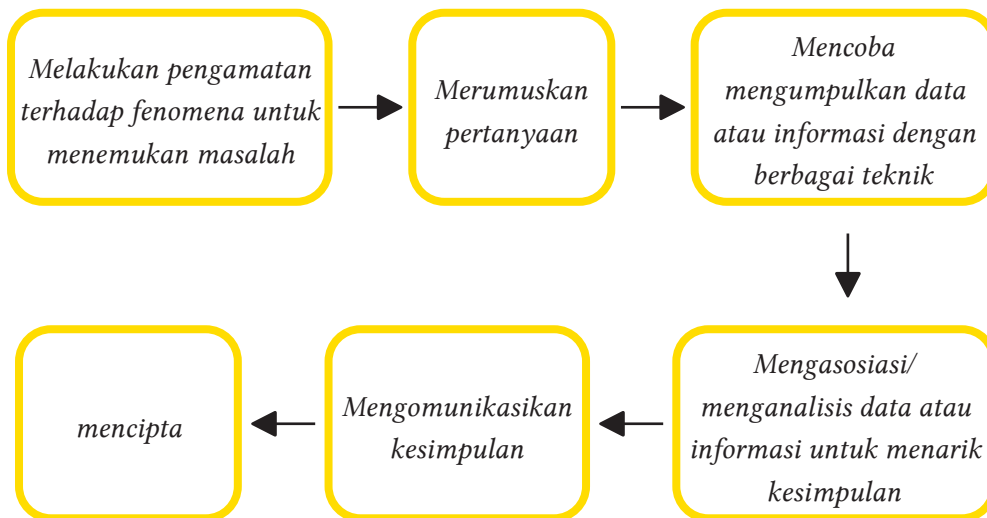 Melakukan pengamatan
terhadap fenomena untuk
menemukan masalah
Merumuskan
pertanyaan
Mencoba
mengumpulkan data
atau informasi dengan
berbagai teknik
Mengasosiasi/
menganalisis data atau
informasi untuk menarik
kesimpulan
Mengomunikasikan
kesimpulan
mencipta